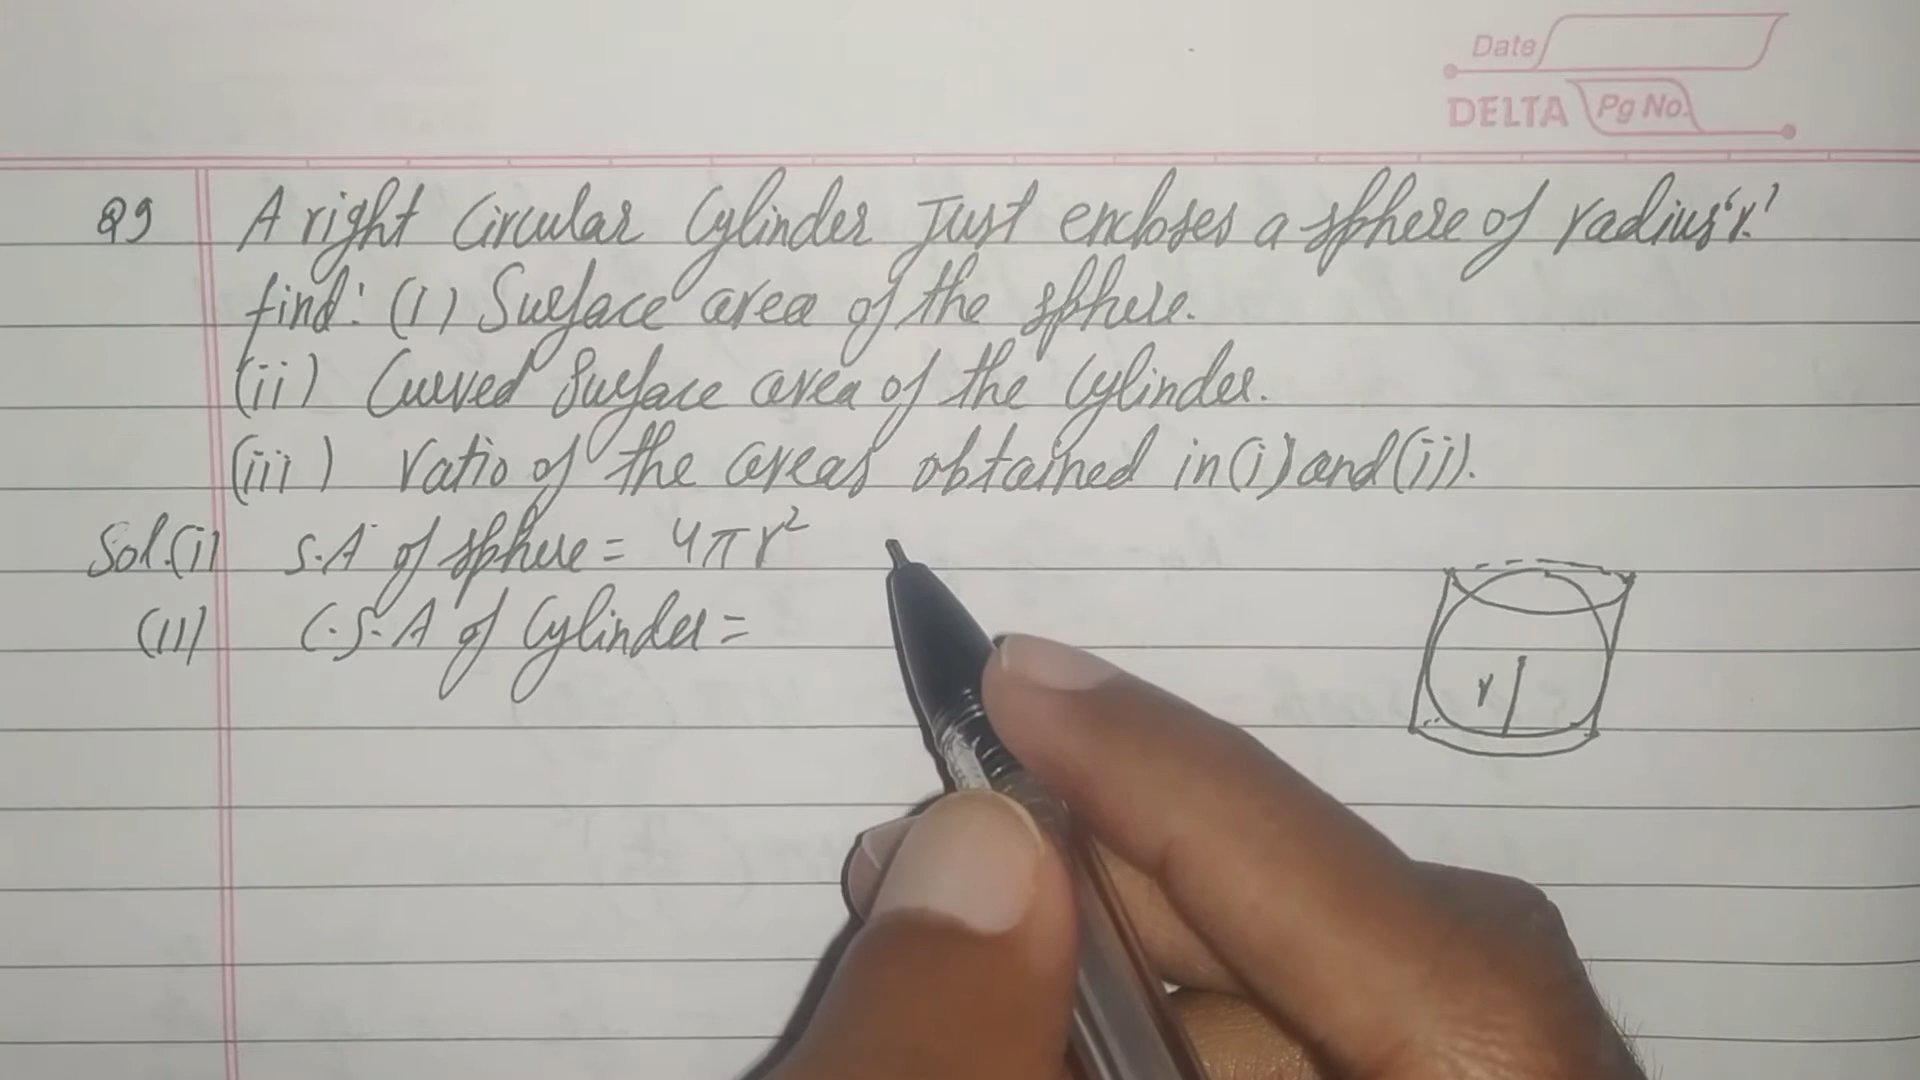 Date
DELTA Pg No.
Q9 A right Circular Cylinder Just encloses a sphere of radius 'r.'
find: (i) Surface area of the sphere.
(ii) Curved Surface area of the Cylinder.
(iii) ratio of the areas obtained in (i) and (ii).
Sol.(i) S.A of sphere = 4πr²
(ii) C.S.A of Cylinder =
r